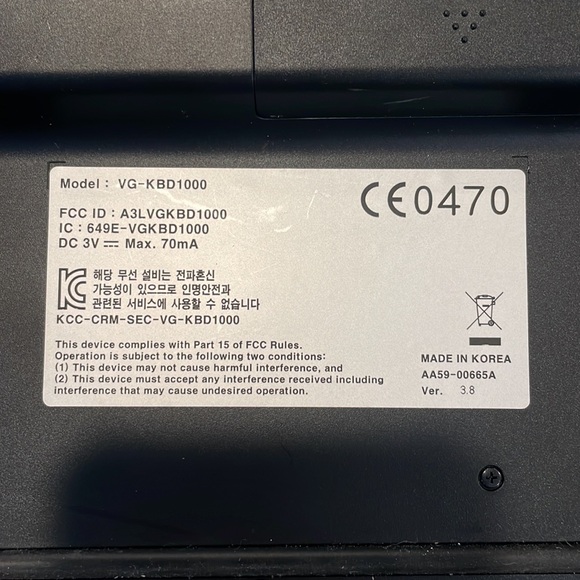 Model : VG-KBD1000
CE0470
FCC ID : A3LVGKBD1000
IC : 649E-VGKBD1000
DC 3V ⎓ Max. 70mA
해당 무선 설비는 전파혼신
가능성이 있으므로 인명안전과
관련된 서비스에 사용할 수 없습니다
KCC-CRM-SEC-VG-KBD1000
This device complies with Part 15 of FCC Rules.
Operation is subject to the following two conditions:
(1) This device may not cause harmful interference, and
(2) This device must accept any interference received including
interference that may cause undesired operation.
MADE IN KOREA
AA59-00665A
Ver. 3.8